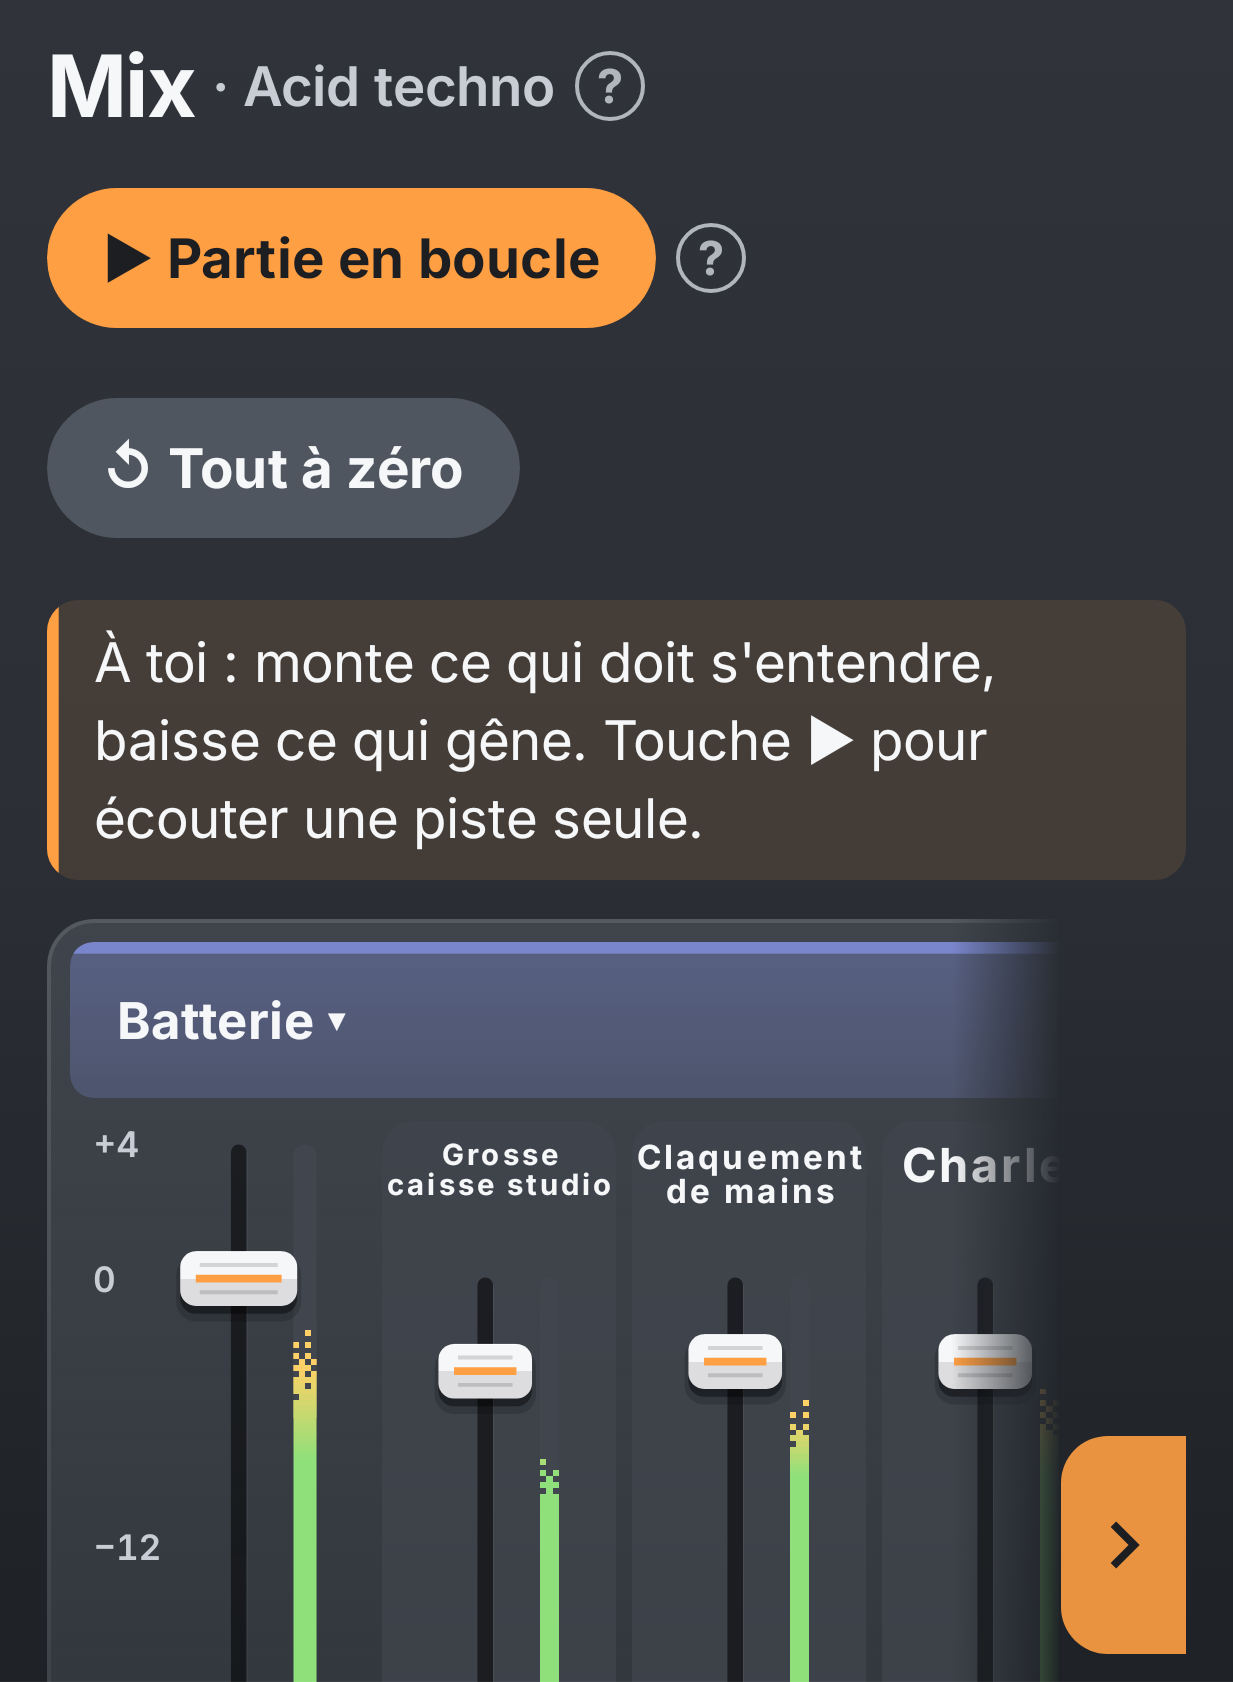 Mix · Acid techno ?
▶ Partie en boucle ?
Tout à zéro
À toi : monte ce qui doit s'entendre,
baisse ce qui gêne. Touche ▶ pour
écouter une piste seule.
Batterie ▾
+4
Grosse
caisse studio
Claquement
de mains
0
−12